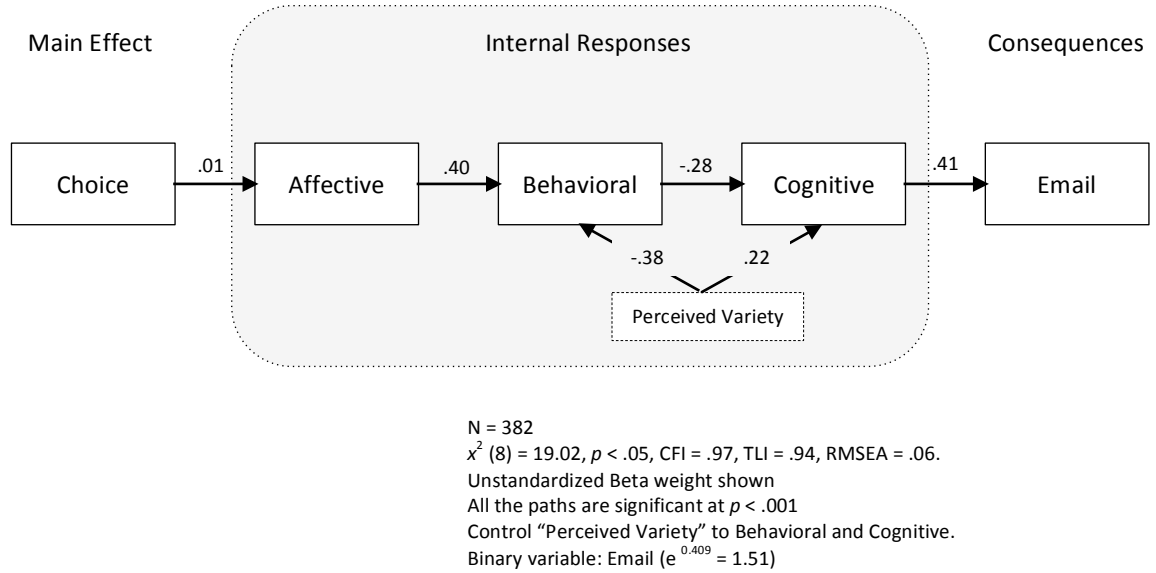 Main Effect Internal Responses Consequences
.01 .40 -.28 .41
Choice Affective Behavioral Cognitive Email
-.38 .22
Perceived Variety
N = 382
x² (8) = 19.02, p < .05, CFI = .97, TLI = .94, RMSEA = .06.
Unstandardized Beta weight shown
All the paths are significant at p < .001
Control “Perceived Variety” to Behavioral and Cognitive.
Binary variable: Email (e ^0.409 = 1.51)